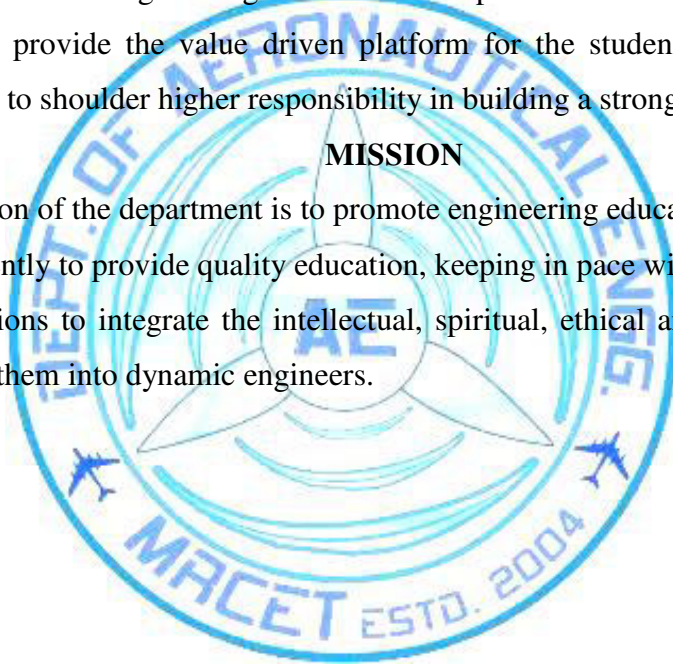 provide the value driven platform for the studen
to shoulder higher responsibility in building a strong
MISSION
on of the department is to promote engineering educa
ntly to provide quality education, keeping in pace wi
ions to integrate the intellectual, spiritual, ethical a
them into dynamic engineers.
DEPT. OF AERONAUTICAL ENGG.
AE
MRCET ESTD. 2004